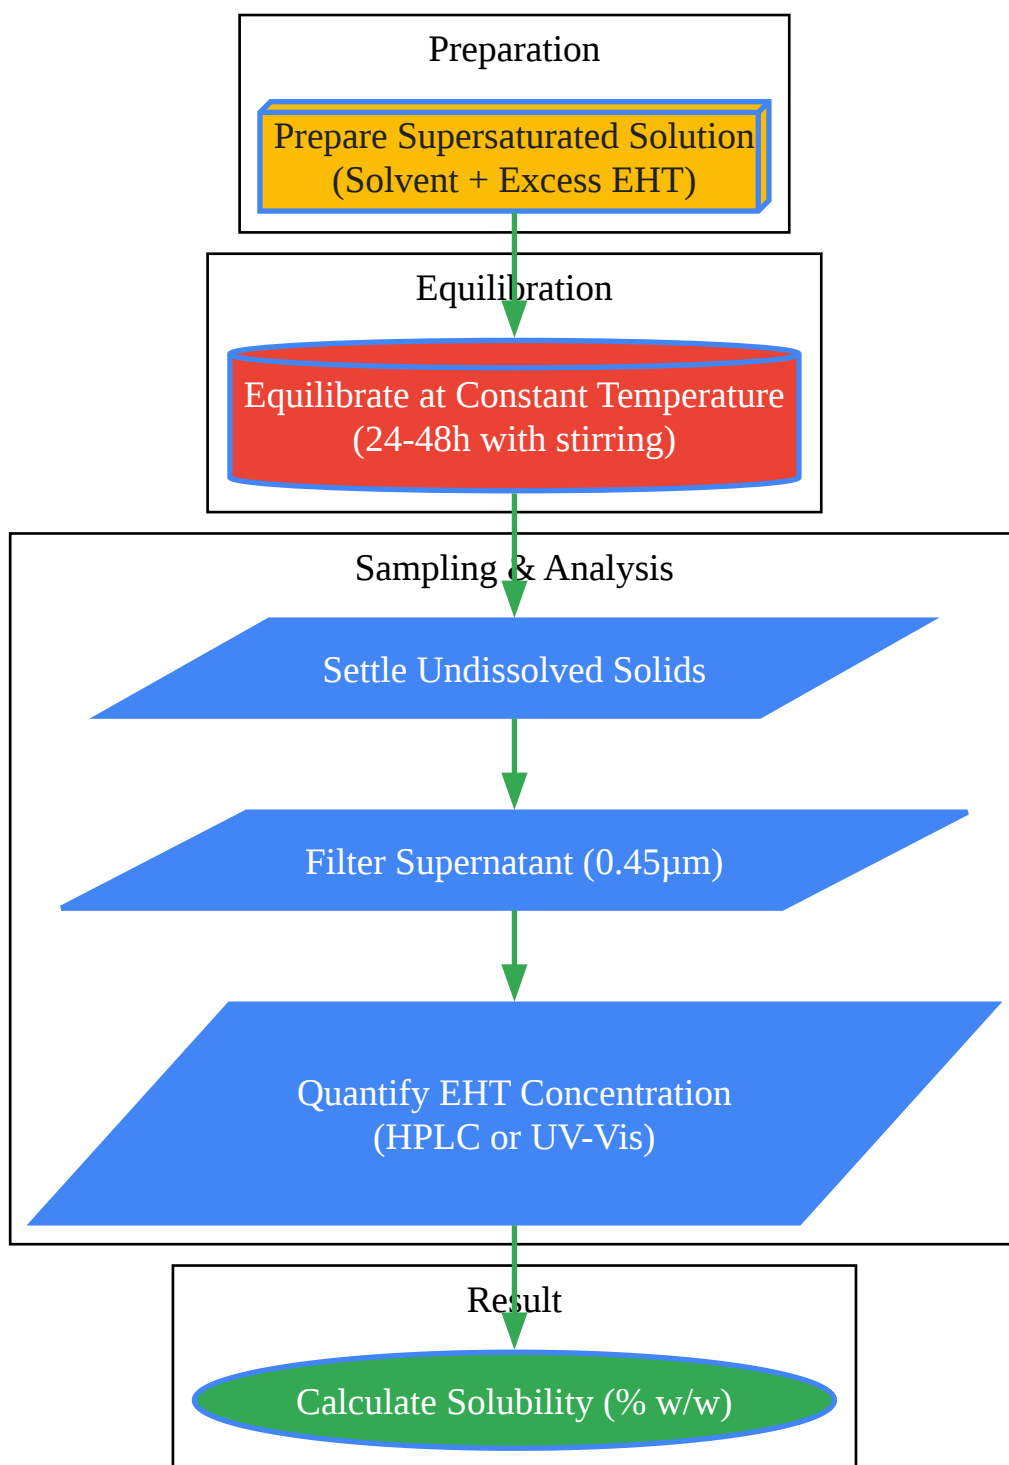 Preparation
Prepare Supersaturated Solution
(Solvent + Excess EHT)
Equilibration
Equilibrate at Constant Temperature
(24-48h with stirring)
Sampling & Analysis
Settle Undissolved Solids
Filter Supernatant (0.45µm)
Quantify EHT Concentration
(HPLC or UV-Vis)
Result
Calculate Solubility (% w/w)